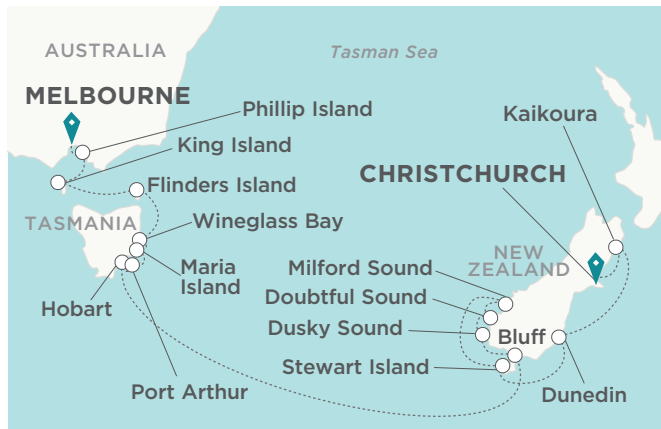 AUSTRALIA
Tasman Sea
MELBOURNE
Phillip Island
Kaikoura
King Island
CHRISTCHURCH
Flinders Island
TASMANIA
Wineglass Bay
NEW
ZEALAND
Maria
Island
Milford Sound
Hobart
Doubtful Sound
Dusky Sound
Bluff
Stewart Island
Port Arthur
Dunedin